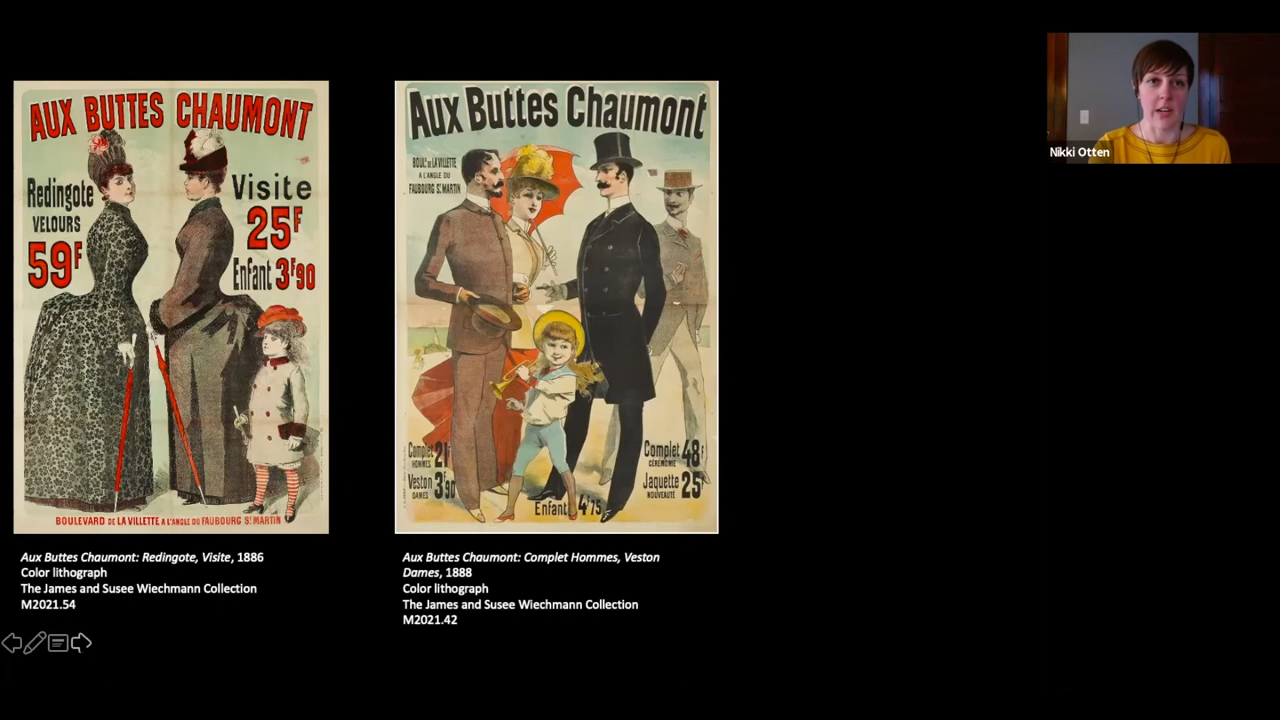 AUX BUTTES CHAUMONT
Redingote
VELOURS
59F
Visite
25F
Enfant 3F90
BOULEVARD DE LA VILLETTE A L'ANGLE DU FAUBOURG ST MARTIN
Aux Buttes Chaumont: Redingote, Visite, 1886
Color lithograph
The James and Susee Wiechmann Collection
M2021.54
Aux Buttes Chaumont
BOULD DE LA VILLETTE
A L'ANGLE DU
FAUBOURG ST MARTIN
Complet 21F
HOMMES
Veston 3F90
DAMES
Enfant 4F75
Complet 48F
CÉRÉMONIE
Jaquette 25F
NOUVEAUTÉ
Aux Buttes Chaumont: Complet Hommes, Veston
Dames, 1888
Color lithograph
The James and Susee Wiechmann Collection
M2021.42
Nikki Otten